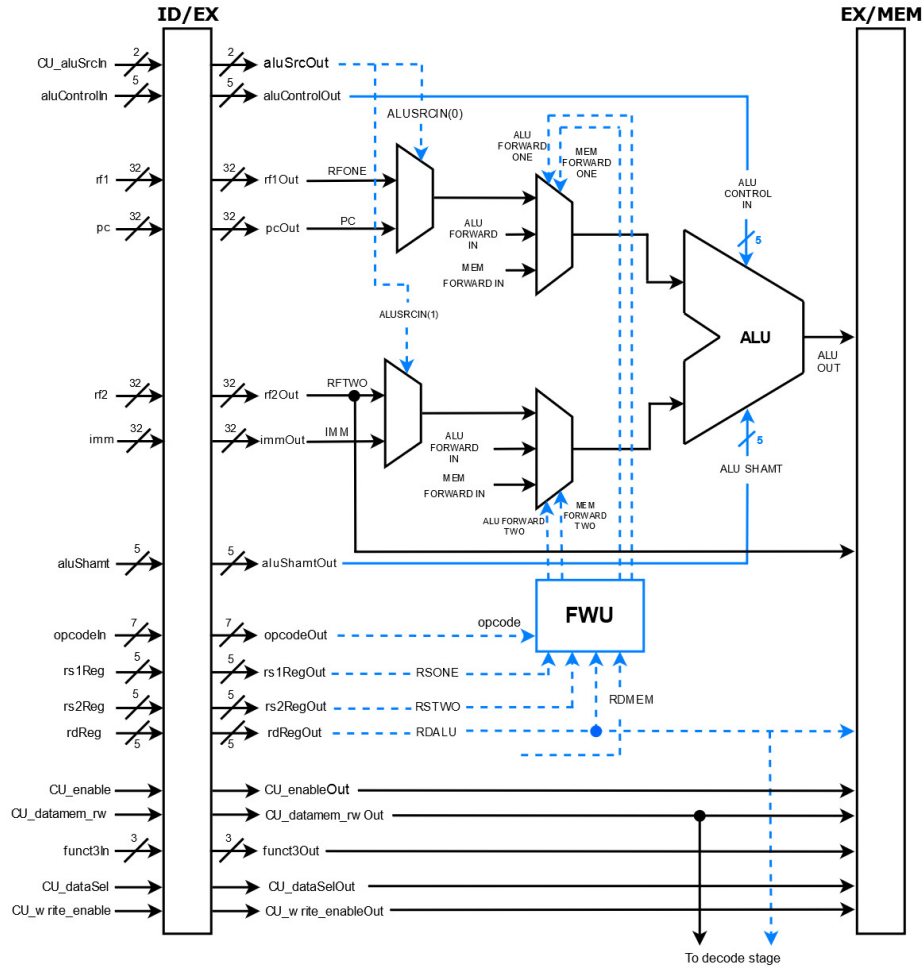 ID/EX
EX/MEM
CU_aluSrcIn
2
2
aluSrcOut
aluControlIn
5
5
aluControlOut
ALUSRCIN(0)
ALU
FORWARD
ONE
MEM
FORWARD
ONE
ALU
CONTROL
IN
5
rf1
32
32
rf1Out
RFONE
pc
32
32
pcOut
PC
ALU
FORWARD
IN
MEM
FORWARD IN
ALUSRCIN(1)
ALU
ALU
OUT
rf2
32
32
rf2Out
RFTWO
imm
32
32
immOut
IMM
ALU
FORWARD
IN
MEM
FORWARD IN
5
ALU SHAMT
ALU FORWARD
TWO
MEM
FORWARD
TWO
aluShamt
5
5
aluShamtOut
FWU
opcodeIn
7
7
opcodeOut
opcode
rs1Reg
5
5
rs1RegOut
RSONE
rs2Reg
5
5
rs2RegOut
RSTWO
RDMEM
rdReg
5
5
rdRegOut
RDALU
CU_enable
CU_enableOut
CU_datamem_rw
CU_datamem_rw Out
funct3In
3
3
funct3Out
CU_dataSel
CU_dataSelOut
CU_w rite_enable
CU_w rite_enableOut
To decode stage